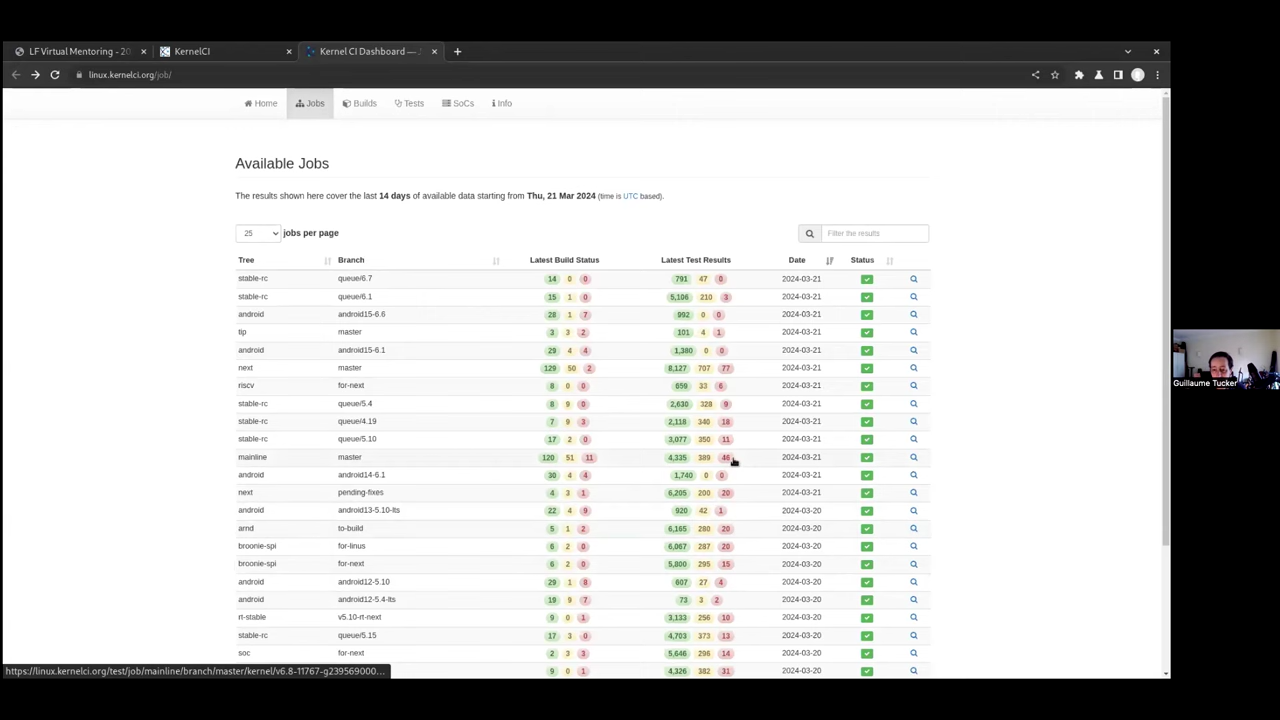 LF Virtual Mentoring - 20
KernelCI
Kernel CI Dashboard — .
linux.kernelci.org/job/
Home
Jobs
Builds
Tests
SoCs
Info
Available Jobs
The results shown here cover the last 14 days of available data starting from Thu, 21 Mar 2024 (time is UTC based).
25 jobs per page
Filter the results
Tree Branch Latest Build Status Latest Test Results Date Status
stable-rc queue/6.7 14 0 0 791 47 0 2024-03-21
stable-rc queue/6.1 15 1 0 5,106 210 3 2024-03-21
android android15-6.6 28 1 7 992 0 0 2024-03-21
tip master 3 3 2 101 4 1 2024-03-21
android android15-6.1 29 4 4 1,380 0 0 2024-03-21
next master 129 50 2 8,127 707 77 2024-03-21
riscv for-next 8 0 0 659 33 6 2024-03-21
stable-rc queue/5.4 8 9 0 2,630 328 9 2024-03-21
stable-rc queue/4.19 7 9 3 2,118 340 18 2024-03-21
stable-rc queue/5.10 17 2 0 3,077 350 11 2024-03-21
mainline master 120 51 11 4,335 389 46 2024-03-21
android android14-6.1 30 4 4 1,740 0 0 2024-03-21
next pending-fixes 4 3 1 6,205 200 20 2024-03-21
android android13-5.10-lts 22 4 9 920 42 1 2024-03-20
arnd to-build 5 1 2 6,165 280 20 2024-03-20
broonie-spi for-linus 6 2 0 6,067 287 20 2024-03-20
broonie-spi for-next 6 2 0 5,800 295 15 2024-03-20
android android12-5.10 29 1 8 607 27 4 2024-03-20
android android12-5.4-lts 19 9 7 73 3 2 2024-03-20
rt-stable v5.10-rt-next 9 0 1 3,133 256 10 2024-03-20
stable-rc queue/5.15 17 3 0 4,703 373 13 2024-03-20
soc for-next 2 3 3 5,646 296 14 2024-03-20
9 0 1 4,326 382 31 2024-03-20
https://linux.kernelci.org/test/job/mainline/branch/master/kernel/v6.8-11767-g239569000...
Guillaume Tucker